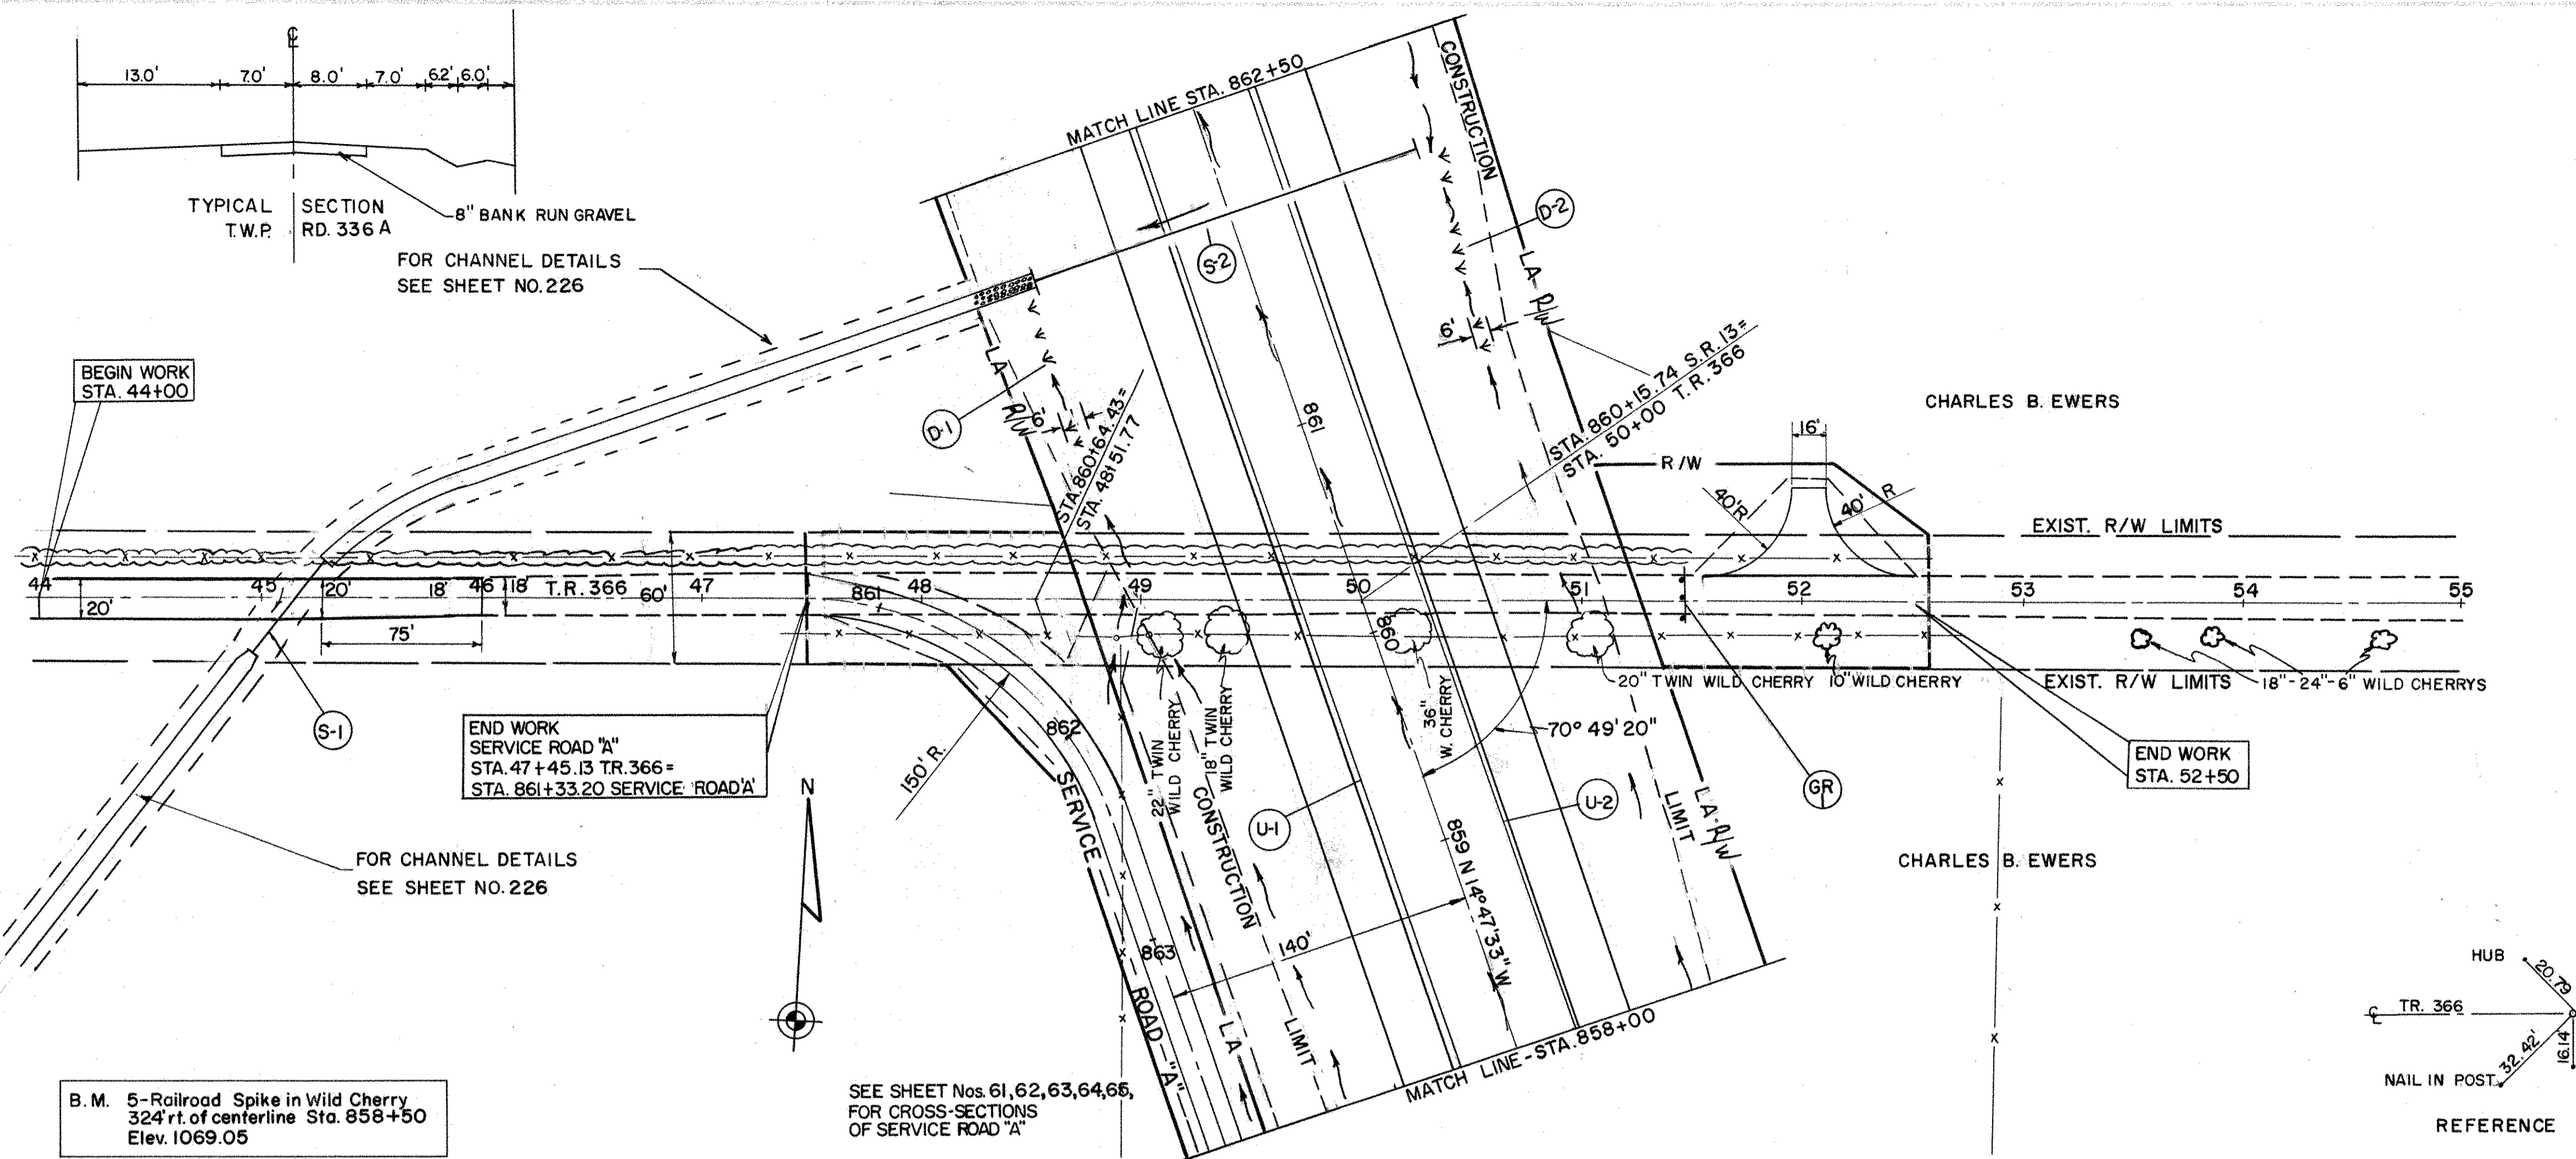 ℄
13.0'
7.0'
8.0'
7.0'
6.2'
6.0'
TYPICAL SECTION
T.W.P. RD. 336 A
8" BANK RUN GRAVEL
FOR CHANNEL DETAILS
SEE SHEET NO. 226
MATCH LINE STA. 862+50
CONSTRUCTION
D-2
S-2
LA R/W
6'
BEGIN WORK
STA. 44+00
LA R/W
D-1
6'
STA. 860+64.43=
STA. 48+51.77
861
STA. 860+15.74 S.R. 13=
STA. 50+00 T.R. 366
CHARLES B. EWERS
R/W
16'
40'R
40' R
EXIST. R/W LIMITS
44
45
20'
18'
46
18'
T.R. 366
47
60'
861
48
49
50
51
52
53
54
55
20'
75'
860
20" TWIN WILD CHERRY
10" WILD CHERRY
EXIST. R/W LIMITS
18"-24"-6" WILD CHERRYS
S-1
END WORK
SERVICE ROAD "A"
STA. 47+45.13 T.R. 366=
STA. 861+33.20 SERVICE ROAD 'A'
150' R.
862
22" TWIN
WILD CHERRY
18" TWIN
WILD CHERRY
36"
W. CHERRY
70° 49' 20"
END WORK
STA. 52+50
GR
1
N
SERVICE ROAD "A"
CONSTRUCTION LIMIT
U-1
U-2
LIMIT
LA R/W
859 N 14° 47' 33" W
FOR CHANNEL DETAILS
SEE SHEET NO. 226
CHARLES B. EWERS
863
140'
LA
MATCH LINE - STA. 858+00
HUB
20.79
℄ TR. 366
32.42'
16.14
NAIL IN POST
REFERENCE
B.M. 5-Railroad Spike in Wild Cherry
324' rt. of centerline Sta. 858+50
Elev. 1069.05
SEE SHEET Nos. 61,62,63,64,65,
FOR CROSS-SECTIONS
OF SERVICE ROAD "A"